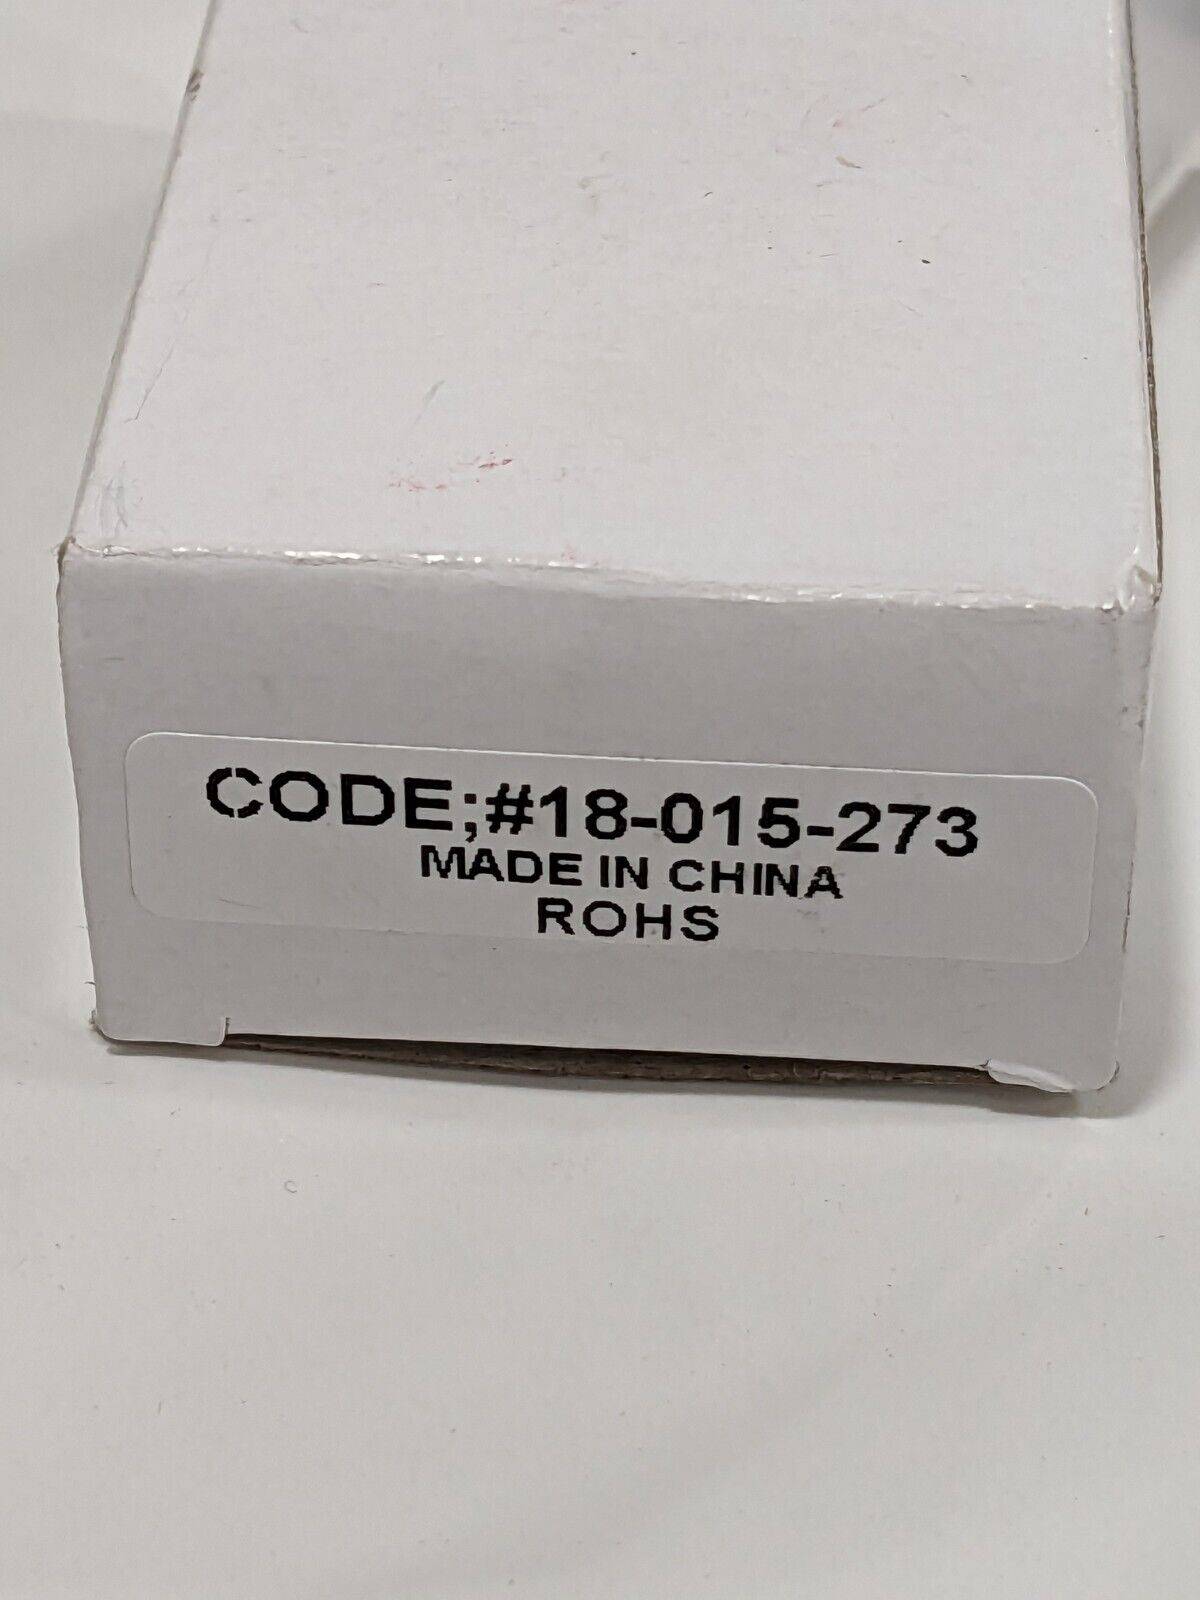 CODE;#18-015-273
MADE IN CHINA
ROHS